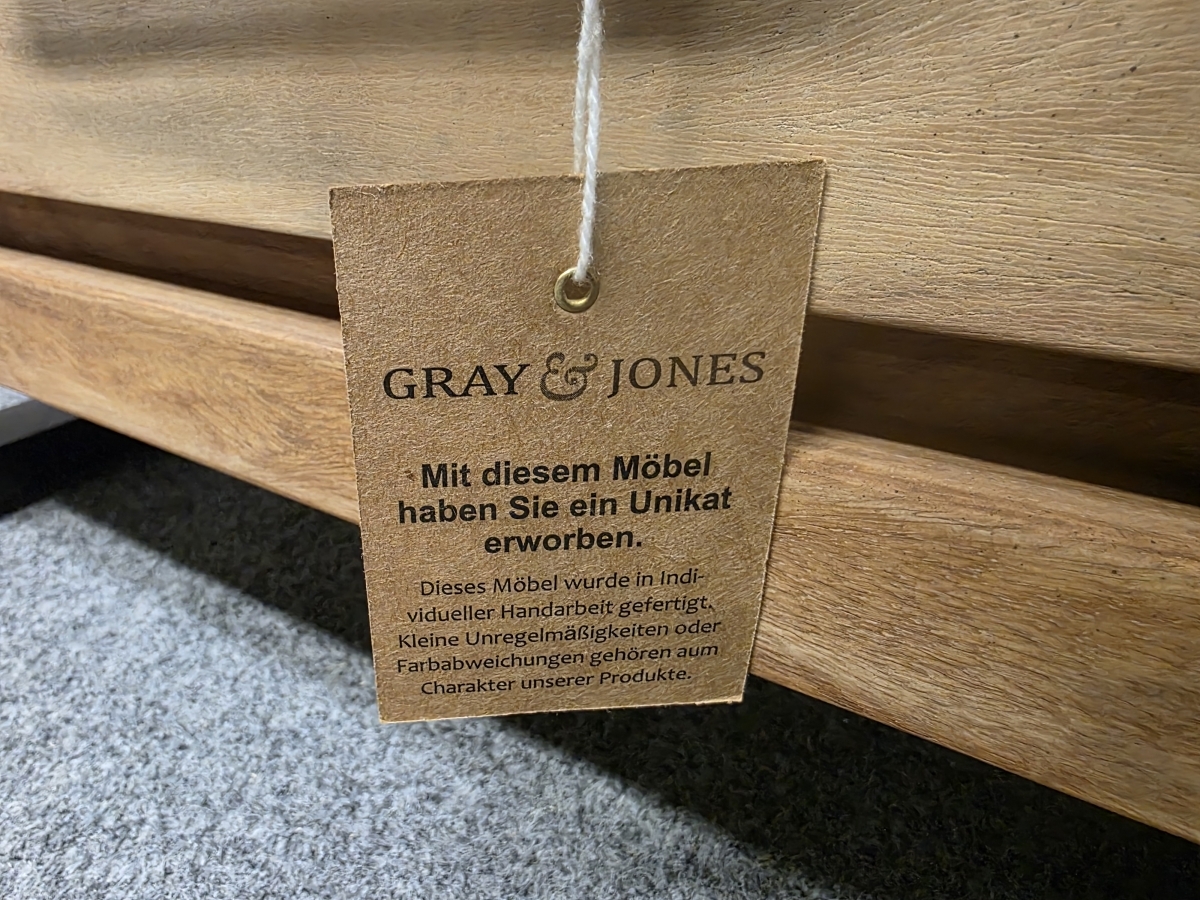 GRAY & JONES
Mit diesem Möbel
haben Sie ein Unikat
erworben.
Dieses Möbel wurde in Indi-
vidueller Handarbeit gefertigt.
Kleine Unregelmäßigkeiten oder
Farbabweichungen gehören aum
Charakter unserer Produkte.